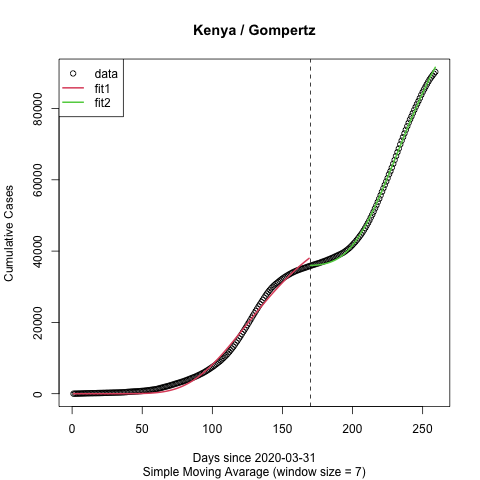 Kenya / Gompertz
data
fit1
fit2
Cumulative Cases
80000
60000
40000
20000
0
0 50 100 150 200 250
Days since 2020-03-31
Simple Moving Avarage (window size = 7)